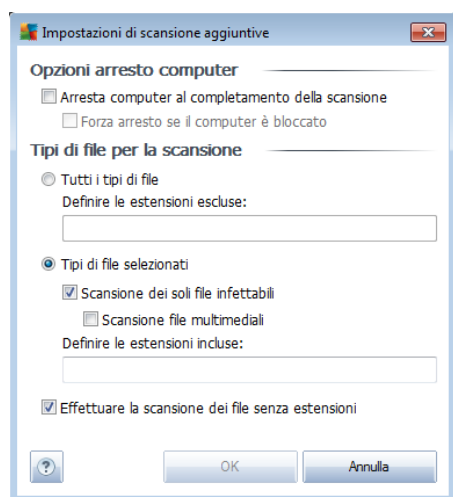 Impostazioni di scansione aggiuntive
Opzioni arresto computer
Arresta computer al completamento della scansione
Forza arresto se il computer è bloccato
Tipi di file per la scansione
Tutti i tipi di file
Definire le estensioni escluse:
Tipi di file selezionati
Scansione dei soli file infettabili
Scansione file multimediali
Definire le estensioni incluse:
Effettuare la scansione dei file senza estensioni
?
OK
Annulla